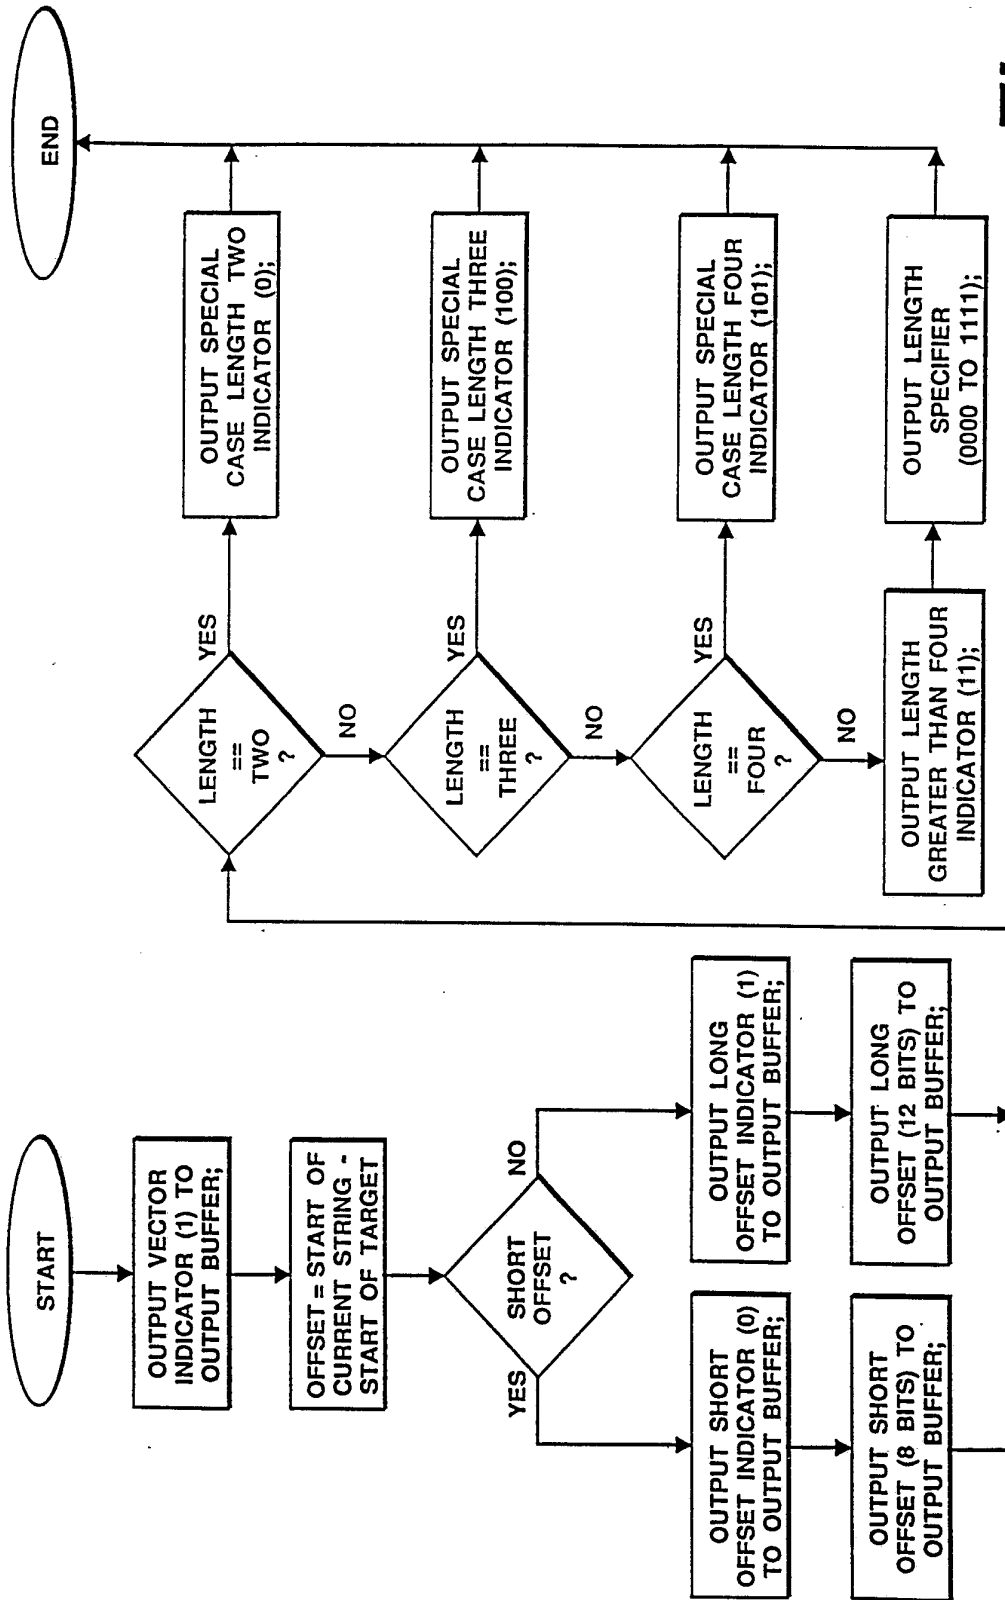 START
OUTPUT VECTOR
INDICATOR (1) TO
OUTPUT BUFFER;
OFFSET = START OF
CURRENT STRING -
START OF TARGET
SHORT
OFFSET
?
YES
NO
OUTPUT SHORT
OFFSET INDICATOR (0)
TO OUTPUT BUFFER;
OUTPUT LONG
OFFSET INDICATOR (1)
TO OUTPUT BUFFER;
OUTPUT SHORT
OFFSET (8 BITS) TO
OUTPUT BUFFER;
OUTPUT LONG
OFFSET (12 BITS) TO
OUTPUT BUFFER;
LENGTH
==
TWO
?
YES
NO
OUTPUT SPECIAL
CASE LENGTH TWO
INDICATOR (0);
LENGTH
==
THREE
?
YES
NO
OUTPUT SPECIAL
CASE LENGTH THREE
INDICATOR (100);
LENGTH
==
FOUR
?
YES
NO
OUTPUT SPECIAL
CASE LENGTH FOUR
INDICATOR (101);
OUTPUT LENGTH
GREATER THAN FOUR
INDICATOR (11);
OUTPUT LENGTH
SPECIFIER
(0000 TO 1111);
END